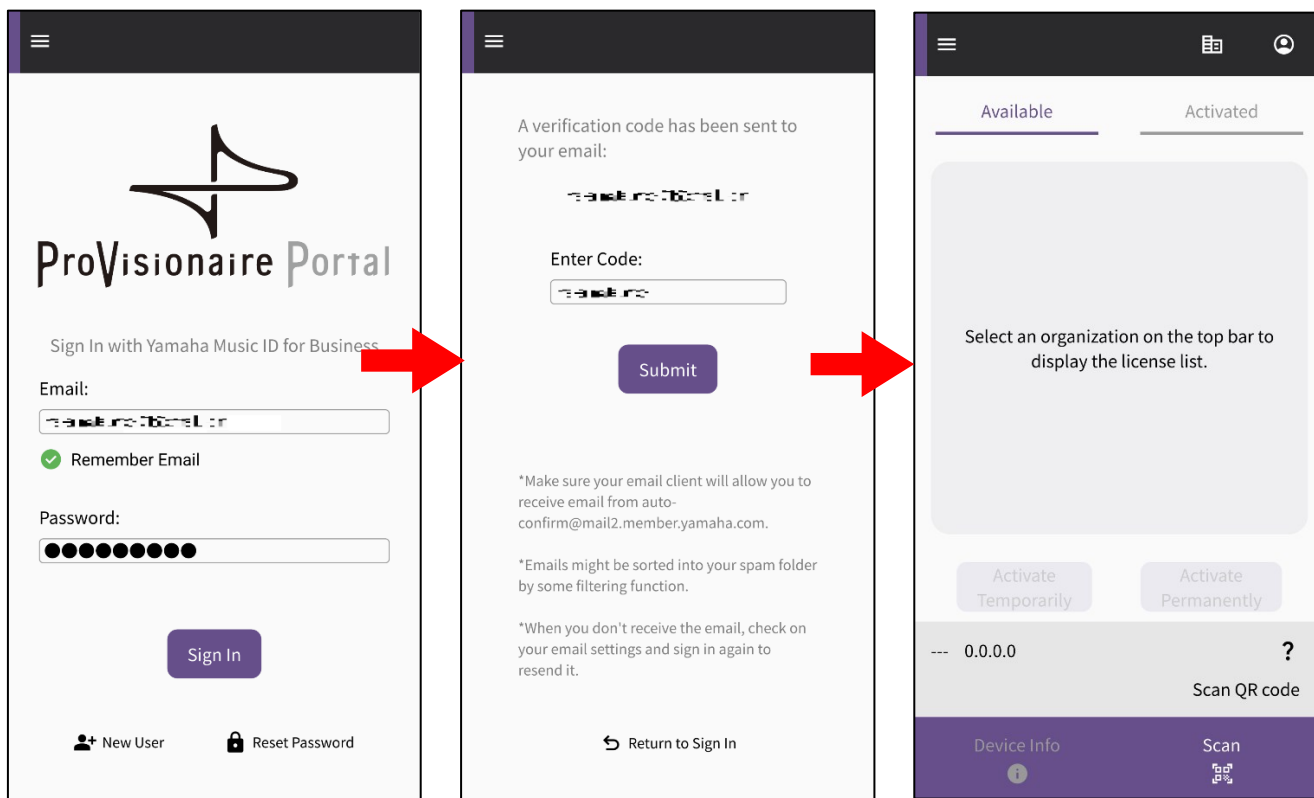 ProVisionaire Portal
Sign In with Yamaha Music ID for Business
Email:
Remember Email
Password:
Sign In
New User
Reset Password
A verification code has been sent to
your email:
Enter Code:
Submit
*Make sure your email client will allow you to
receive email from auto-
confirm@mail2.member.yamaha.com.
*Emails might be sorted into your spam folder
by some filtering function.
*When you don't receive the email, check on
your email settings and sign in again to
resend it.
Return to Sign In
Available
Activated
Select an organization on the top bar to
display the license list.
Activate
Temporarily
Activate
Permanently
--- 0.0.0.0
?
Scan QR code
Device Info
Scan